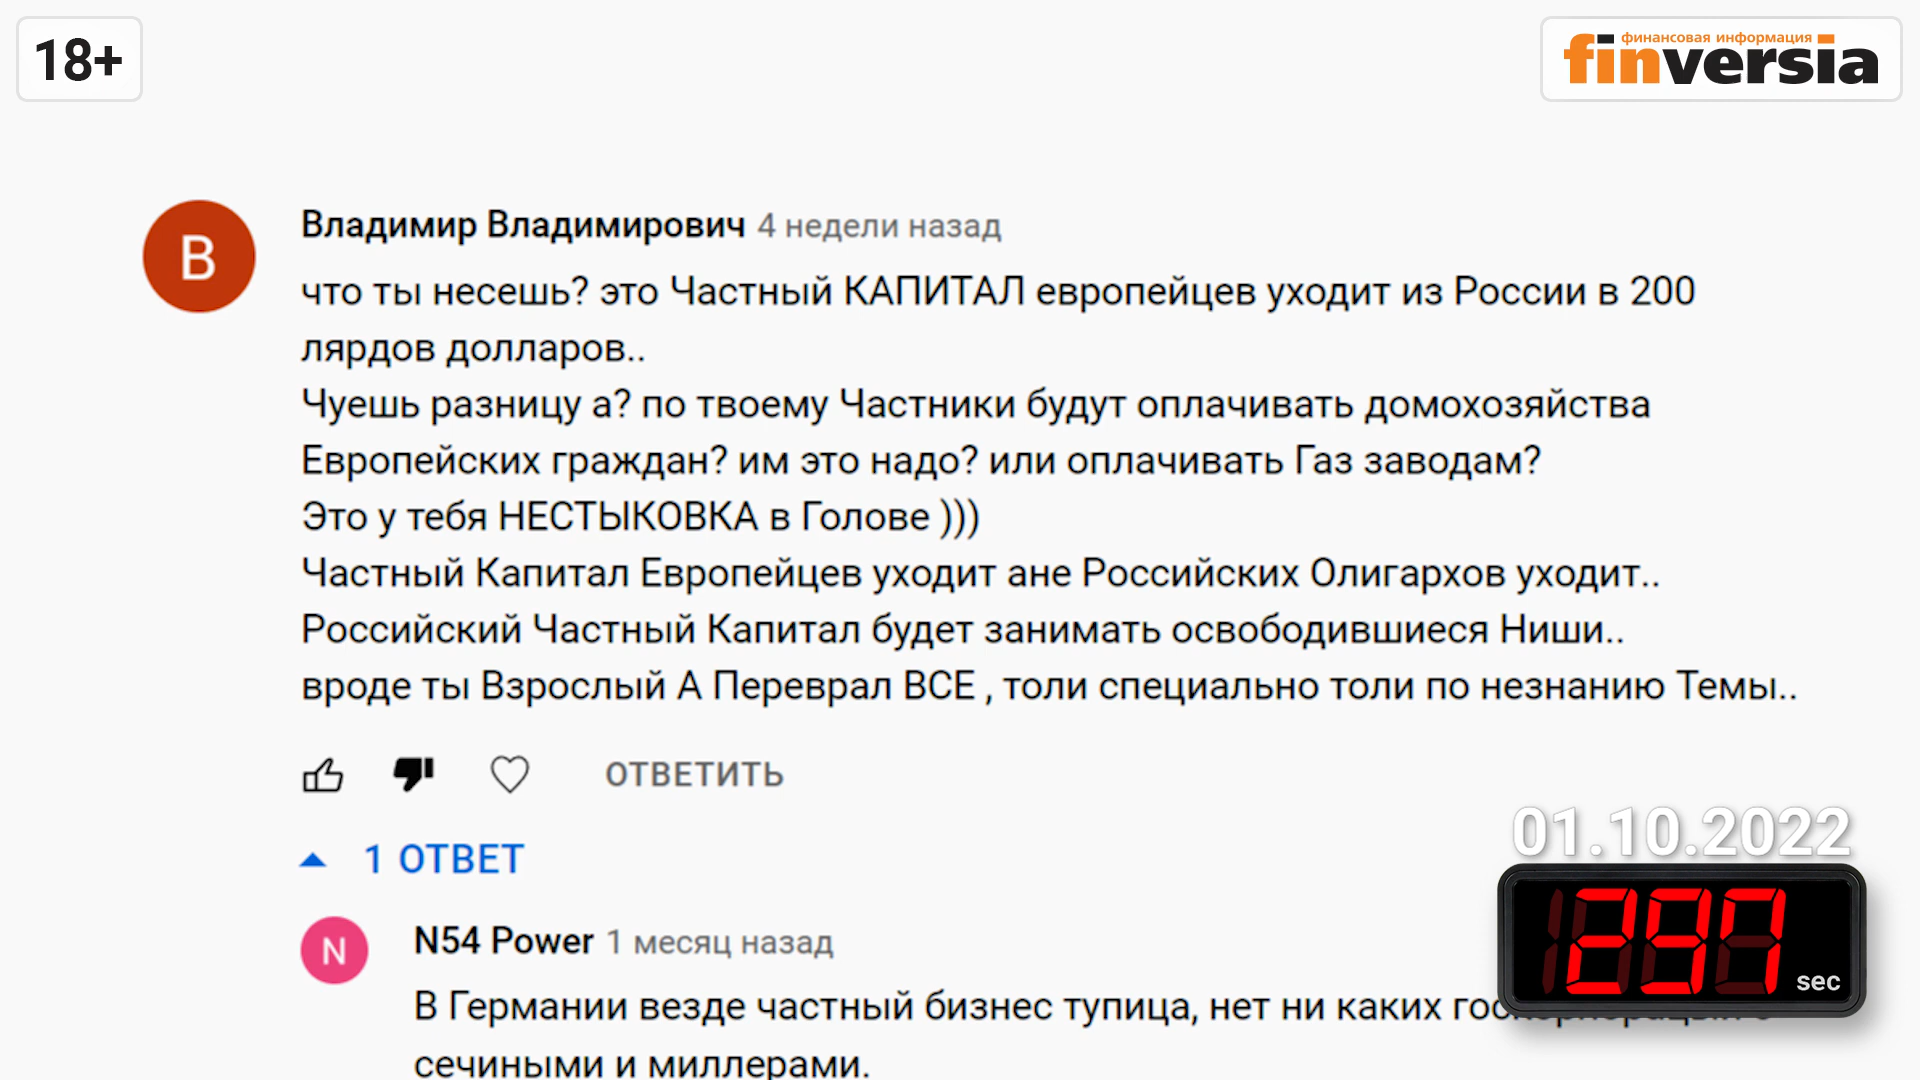 18+
финансовая информация
finversia
Владимир Владимирович 4 недели назад
В
что ты несешь? это Частный КАПИТАЛ европейцев уходит из России в 200
лярдов долларов..
Чуешь разницу а? по твоему Частники будут оплачивать домохозяйства
Европейских граждан? им это надо? или оплачивать Газ заводам?
Это у тебя НЕСТЫКОВКА в Голове )))
Частный Капитал Европейцев уходит ане Российских Олигархов уходит..
Российский Частный Капитал будет занимать освободившиеся Ниши..
вроде ты Взрослый А Переврал ВСЕ , толи специально толи по незнанию Темы..
ОТВЕТИТЬ
01.10.2022
1 ОТВЕТ
297 sec
N54 Power 1 месяц назад
N
В Германии везде частный бизнес тупица, нет ни каких
сечиными и миллерами.